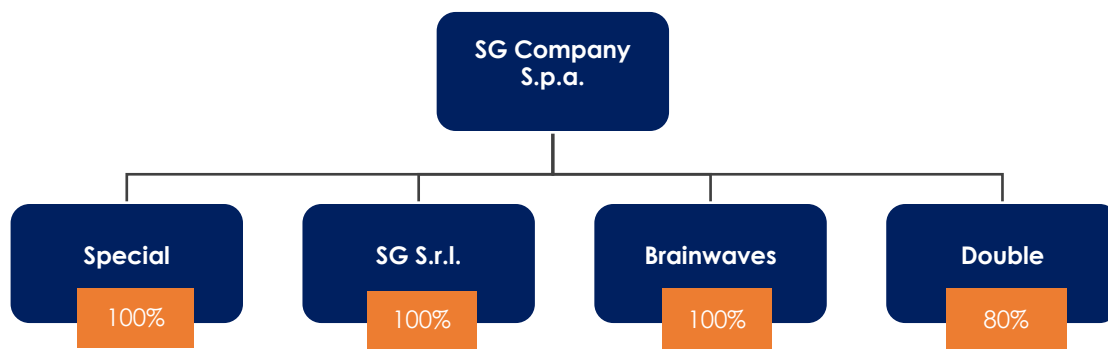 SG Company
S.p.a.
Special
SG S.r.l.
Brainwaves
Double
100%
100%
100%
80%